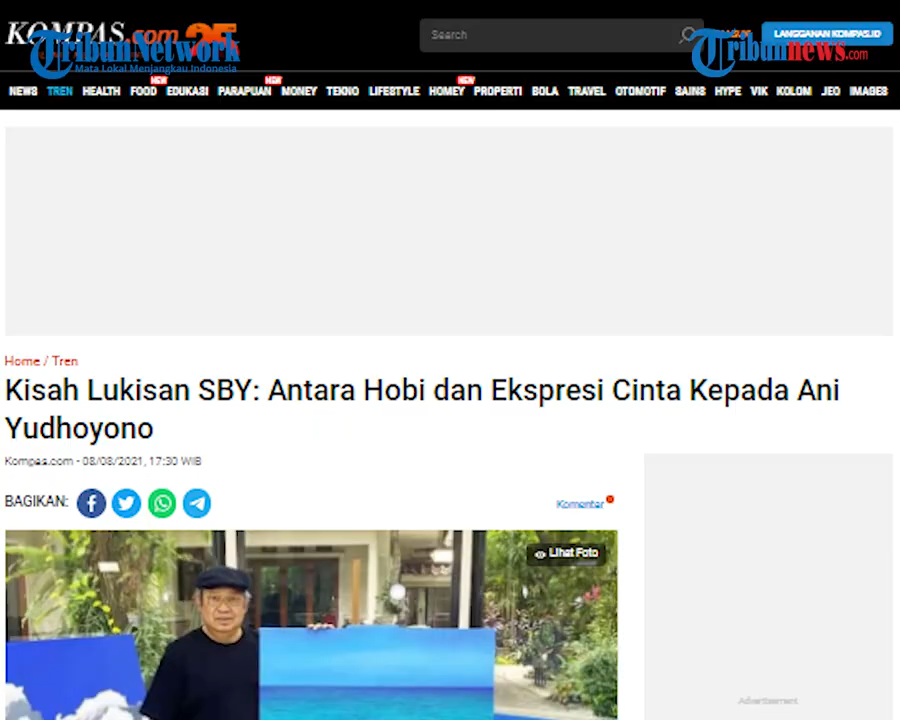 KOMPAS.com
TribunNetwork
Mata Lokal Menjangkau Indonesia
Search
LANGGANAN KOMPAS.ID
Tribunnews.com
NEW NEW NEW
NEWS TREN HEALTH FOOD EDUKASI PARAPUAN MONEY TEKNO LIFESTYLE HOMEY PROPERTI BOLA TRAVEL OTOMOTIF SAINS HYPE VIK KOLOM JEO IMAGES
Home / Tren
Kisah Lukisan SBY: Antara Hobi dan Ekspresi Cinta Kepada Ani
Yudhoyono
Kompas.com - 08/08/2021, 17:30 WIB
BAGIKAN:
Komentar
Lihat Foto
Advertisement